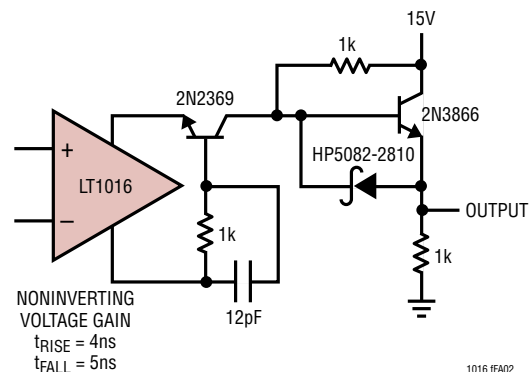 15V
1k
2N2369
2N3866
HP5082-2810
+
LT1016
−
OUTPUT
1k
1k
12pF
NONINVERTING
VOLTAGE GAIN
tRISE = 4ns
tFALL = 5ns
1016 fFA02